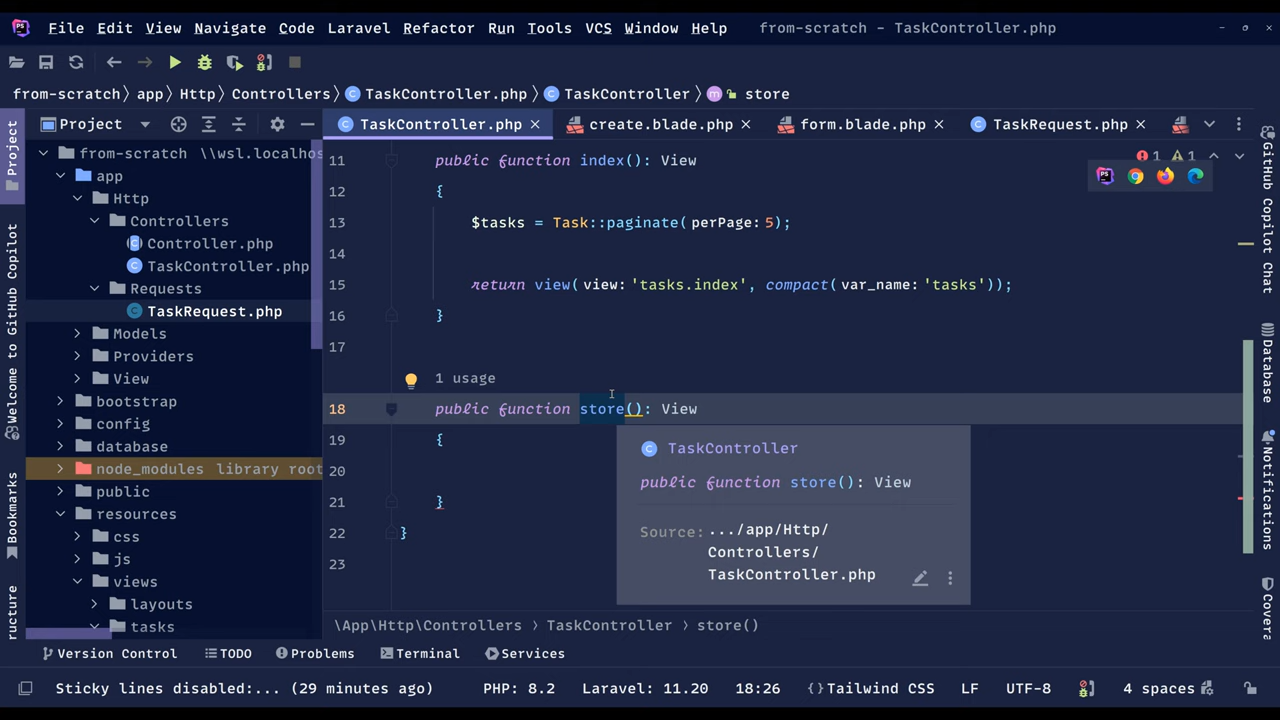 PS File Edit View Navigate Code Laravel Refactor Run Tools VCS Window Help from-scratch - TaskController.php
from-scratch app Http Controllers TaskController.php TaskController m store
Project
TaskController.php create.blade.php form.blade.php TaskRequest.php
from-scratch \\wsl.localhos
app
Http
Controllers
Controller.php
TaskController.php
Requests
TaskRequest.php
Models
Providers
View
bootstrap
config
database
node_modules library root
public
resources
css
js
views
layouts
tasks
1 1
11 public function index(): View
12 {
13 $tasks = Task::paginate( perPage: 5);
14
15 return view( view: 'tasks.index', compact( var_name: 'tasks'));
16 }
17
1 usage
18 public function store(): View
19 {
20
21 }
22 }
23
TaskController
public function store(): View
Source: .../app/Http/
Controllers/
TaskController.php
\App\Http\Controllers TaskController store()
Project
Welcome to GitHub Copilot
Bookmarks
ructure
GitHub Copilot Chat
Database
Notifications
Covera
Version Control TODO Problems Terminal Services
Sticky lines disabled:... (29 minutes ago) PHP: 8.2 Laravel: 11.20 18:26 Tailwind CSS LF UTF-8 4 spaces